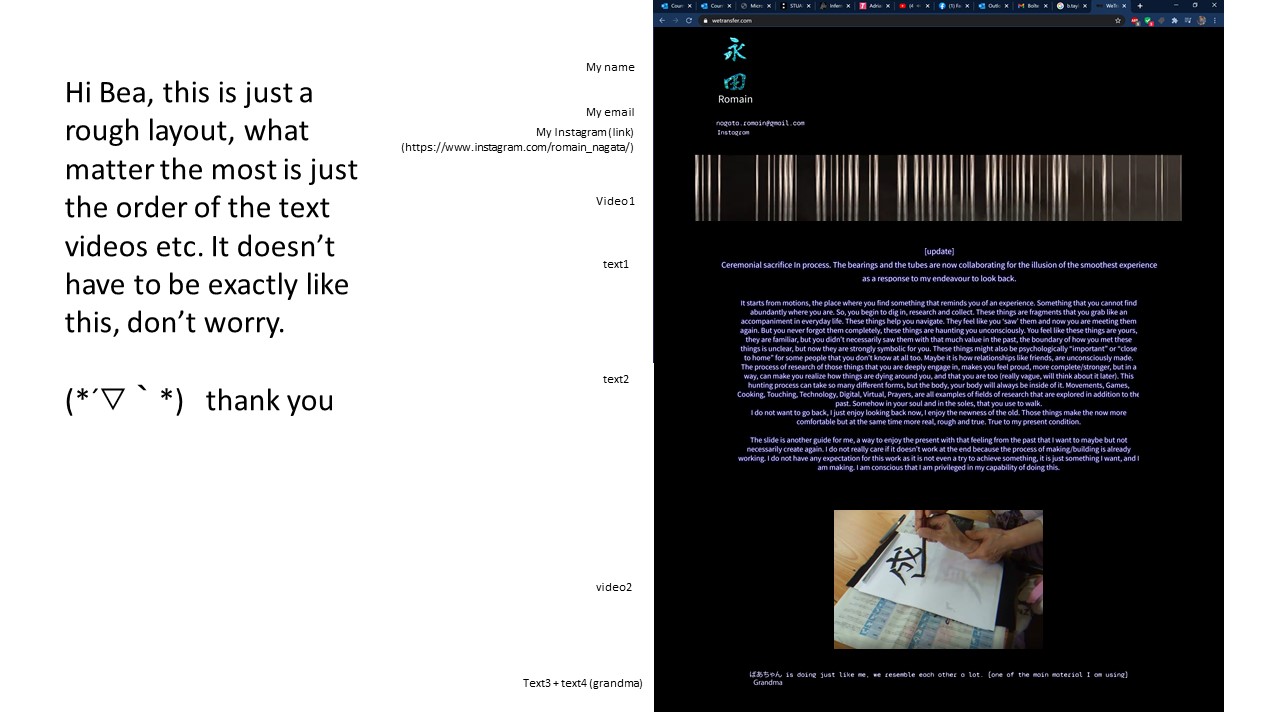 Hi Bea, this is just a
rough layout, what
matter the most is just
the order of the text
videos etc. It doesn't
have to be exactly like
this, don't worry.
(*´▽｀*) thank you
My name
My email
My Instagram (link)
(https://www.instagram.com/romain_nagata/)
Video1
text1
text2
video2
Text3 + text4 (grandma)
wetransfer.com
永
田
Romain
nagata.romain@gmail.com
Instagram
[update]
Ceremonial sacrifice In process. The bearings and the tubes are now collaborating for the illusion of the smoothest experience
as a response to my endeavour to look back.
It starts from motions, the place where you find something that reminds you of an experience. Something that you cannot find
abundantly where you are. So, you begin to dig in, research and collect. These things are fragments that you grab like an
accompaniment in everyday life. These things help you navigate. They feel like you 'saw' them and now you are meeting them
again. But you never forgot them completely, these are haunting you unconsciously. You feel like these things are yours,
they are familiar, but you didn't necessarily saw them with that much value in the past, the boundary of how you met these
things is unclear, but now they are strongly symbolic for you. These things might also be psychologically "important" or "close
to home" for some people that you don't know at all too. Maybe it is how relationships like friends, are unconsciously made.
The process of research of those things that you are deeply engage in, makes you feel proud, more complete/stronger, but in a
way, can make you realize how things are dying around you, and that you are too (really vague, will think about it later). This
hunting process can take so many different forms, but the body, your body will always be inside of it. Movements, Games,
Cooking, Touching, Technology, Digital, Virtual, Prayers, are all examples of fields of research that are explored in addition to the
past. Somehow in your soul and in the soles, that you use to walk.
I do not want to go back, I just enjoy looking back now, I enjoy the newness of the old. Those things make the now more
comfortable but at the same time more real, rough and true. True to my present condition.
The slide is another guide for me, a way to enjoy the present with that feeling from the past that I want to maybe but not
necessarily create again. I do not really care if it doesn't work at the end because the process of making/building is already
working. I do not have any expectation for this work as it is not even a try to achieve something, it is just something I want, and I
am making. I am conscious that I am privileged in my capability of doing this.
ばあちゃん is doing just like me, we resemble each other a lot. [one of the main material I am using]
Grandma